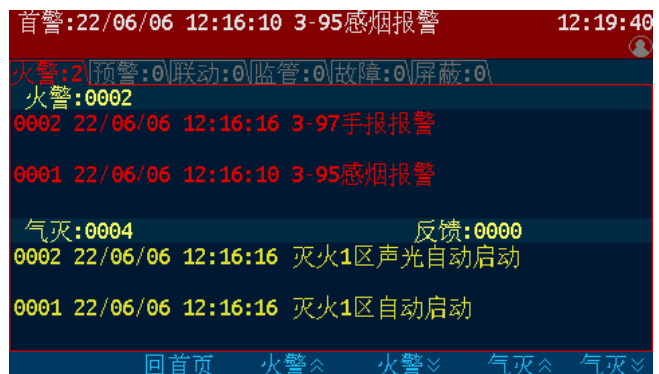 首警:22/06/06 12:16:10 3-95感烟报警 12:19:40
火警:2\预警:0\联动:0\监管:0\故障:0\屏蔽:0\
火警:0002
0002 22/06/06 12:16:16 3-97手报报警
0001 22/06/06 12:16:10 3-95感烟报警
气灭:0004 反馈:0000
0002 22/06/06 12:16:16 灭火1区声光自动启动
0001 22/06/06 12:16:16 灭火1区自动启动
回首页 火警︽ 火警︾ 气灭︽ 气灭︾